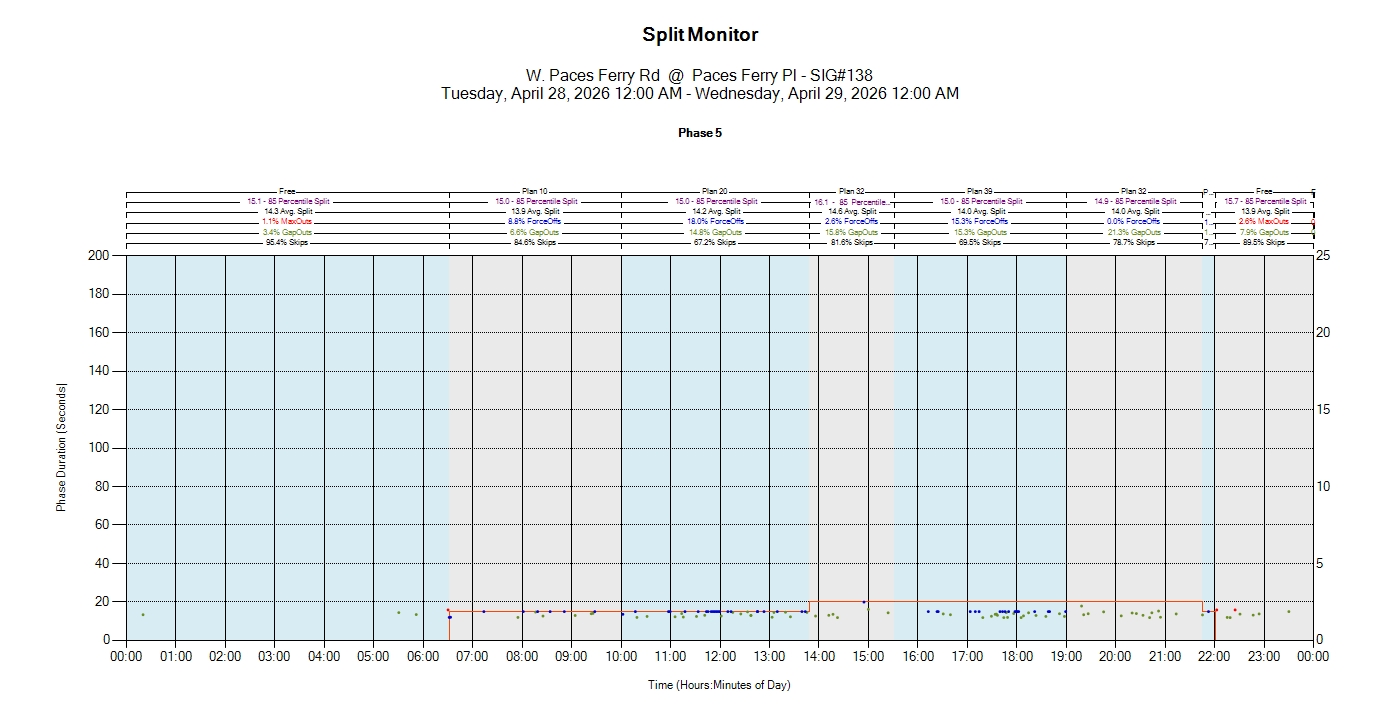 Split Monitor
W. Paces Ferry Rd @ Paces Ferry Pl - SIG#138
Tuesday, April 28, 2026 12:00 AM - Wednesday, April 29, 2026 12:00 AM
Phase 5
Free Plan 10 Plan 20 Plan 32 Plan 39 Plan 32 P... Free
15.1 - 85 Percentile Split 15.0 - 85 Percentile Split 15.0 - 85 Percentile Split 16.1 - 85 Percentile... 15.0 - 85 Percentile Split 14.9 - 85 Percentile Split 15.7 - 85 Percentile Split
14.3 Avg. Split 13.9 Avg. Split 14.2 Avg. Split 14.6 Avg. Split 14.0 Avg. Split 14.0 Avg. Split 13.9 Avg. Split
1.1% MaxOuts 8.8% ForceOffs 18.0% ForceOffs 2.6% ForceOffs 15.3% ForceOffs 0.0% ForceOffs 1... 2.6% MaxOuts
3.4% GapOuts 6.6% GapOuts 14.8% GapOuts 15.8% GapOuts 15.3% GapOuts 21.3% GapOuts 1... 7.9% GapOuts
95.4% Skips 84.6% Skips 67.2% Skips 81.6% Skips 69.5% Skips 78.7% Skips 7... 89.5% Skips
200 25
180
160 20
140
120 15
100
80 10
60
40 5
20
0 0
Phase Duration (Seconds)
00:00 01:00 02:00 03:00 04:00 05:00 06:00 07:00 08:00 09:00 10:00 11:00 12:00 13:00 14:00 15:00 16:00 17:00 18:00 19:00 20:00 21:00 22:00 23:00 00:00
Time (Hours:Minutes of Day)